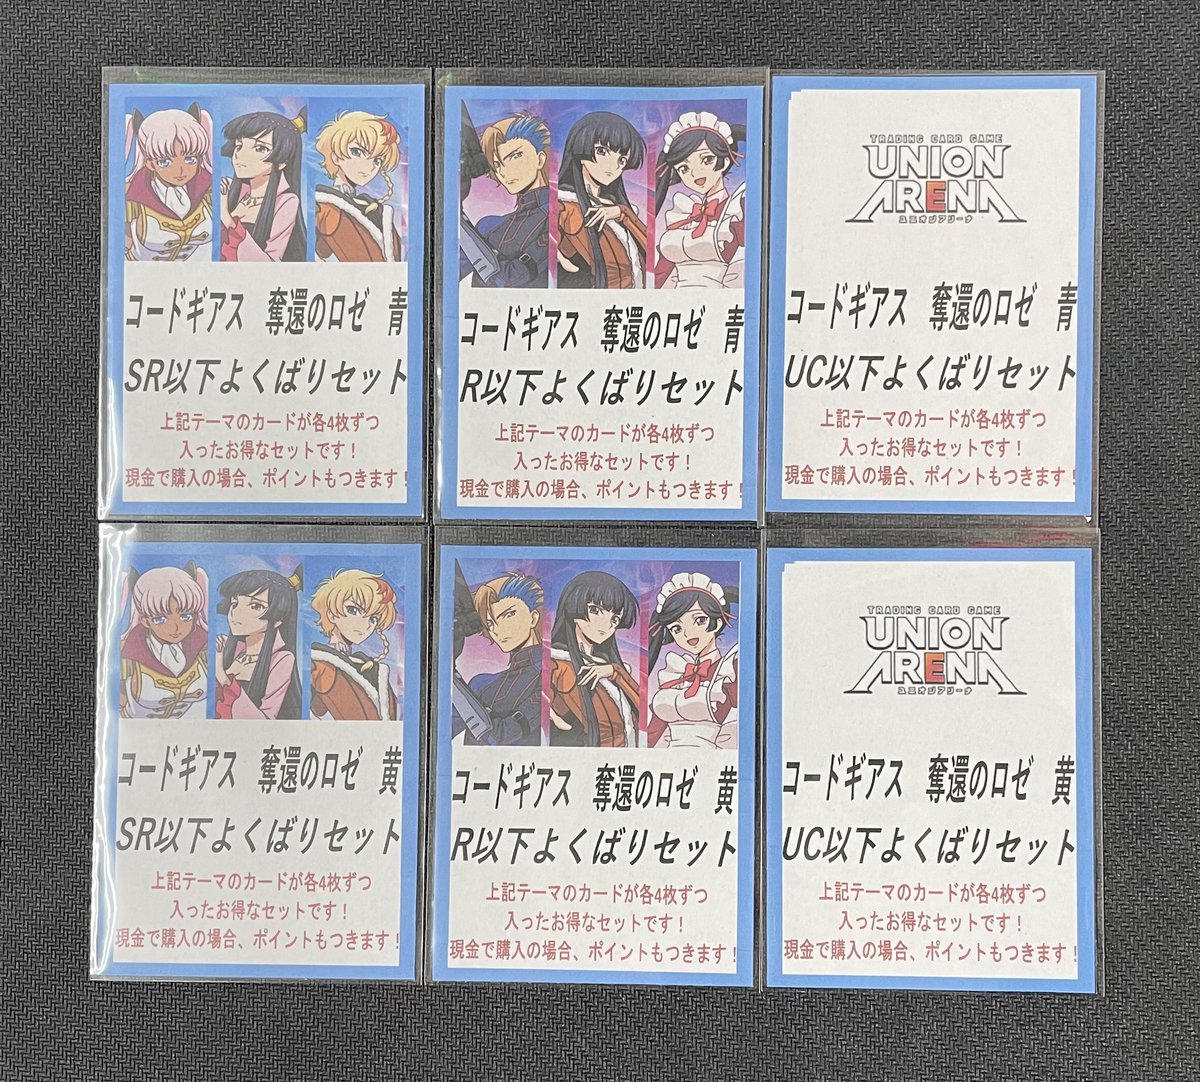 コードギアス 奪還のロゼ 青
SR以下よくばりセット
上記テーマのカードが各4枚ずつ
入ったお得なセットです！
現金で購入の場合、ポイントもつきます！
コードギアス 奪還のロゼ 青
R以下よくばりセット
上記テーマのカードが各4枚ずつ
入ったお得なセットです！
現金で購入の場合、ポイントもつきます！
TRADING CARD GAME
UNION
ARENA
ユニオンアリーナ
コードギアス 奪還のロゼ 青
UC以下よくばりセット
上記テーマのカードが各4枚ずつ
入ったお得なセットです！
現金で購入の場合、ポイントもつきます！
コードギアス 奪還のロゼ 黄
SR以下よくばりセット
上記テーマのカードが各4枚ずつ
入ったお得なセットです！
現金で購入の場合、ポイントもつきます！
コードギアス 奪還のロゼ 黄
R以下よくばりセット
上記テーマのカードが各4枚ずつ
入ったお得なセットです！
現金で購入の場合、ポイントもつきます！
TRADING CARD GAME
UNION
ARENA
ユニオンアリーナ
コードギアス 奪還のロゼ 黄
UC以下よくばりセット
上記テーマのカードが各4枚ずつ
入ったお得なセットです！
現金で購入の場合、ポイントもつきます！